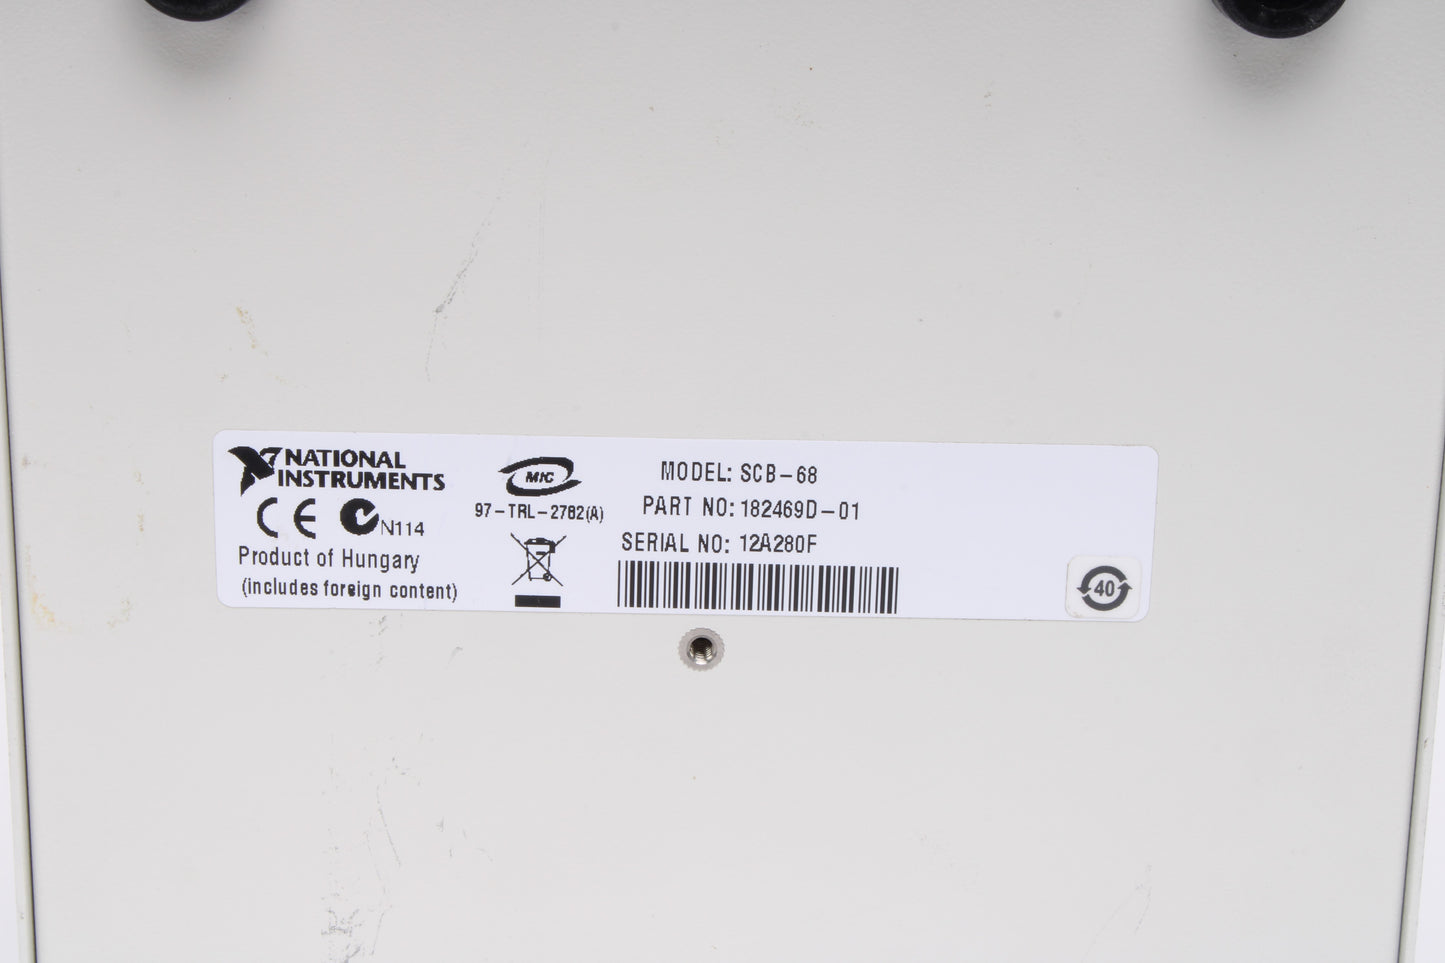 NATIONAL
INSTRUMENTS
CE N114
Product of Hungary
(includes foreign content)
MIC
97-TRL-2782(A)
MODEL: SCB-68
PART NO: 182469D-01
SERIAL NO: 12A280F
40